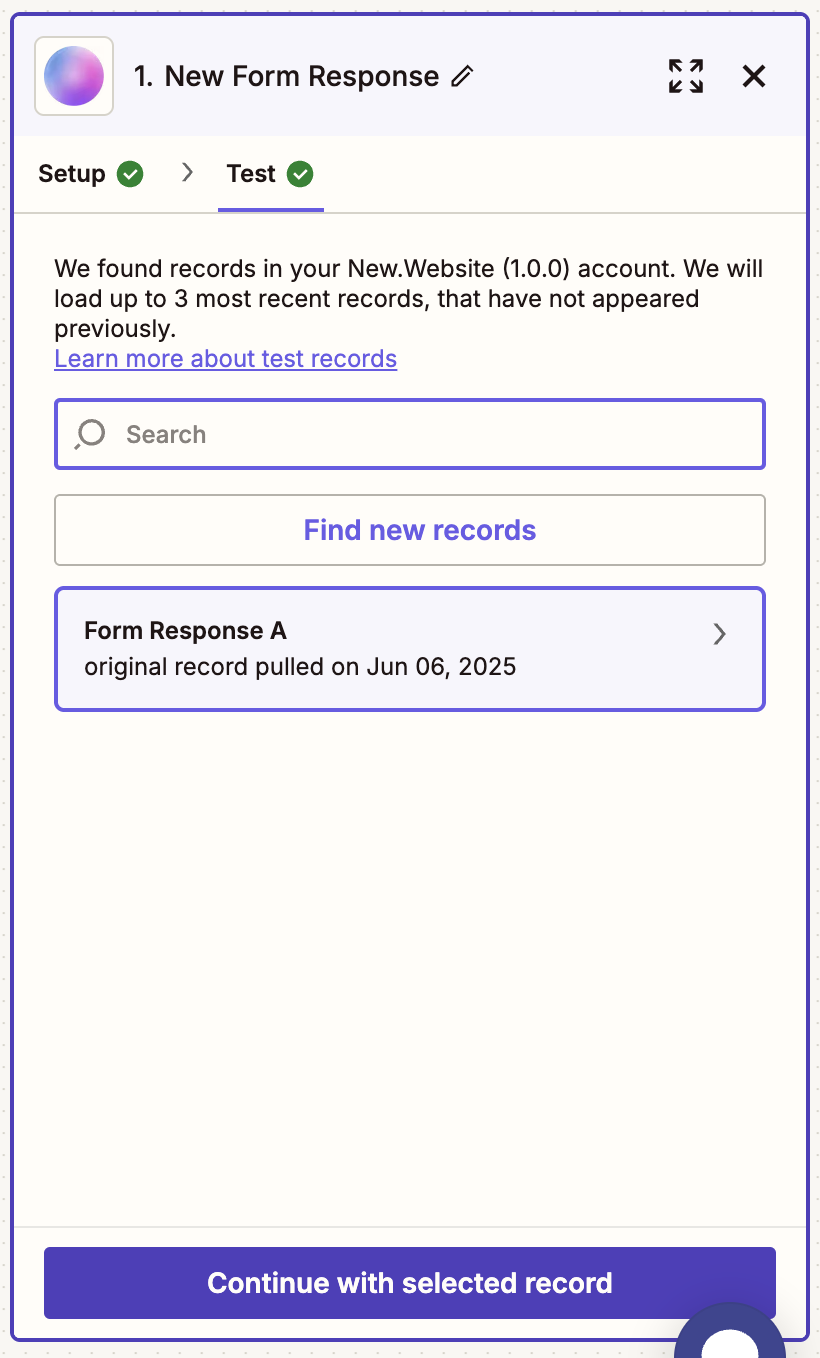 1. New Form Response
Setup
Test
We found records in your New.Website (1.0.0) account. We will
load up to 3 most recent records, that have not appeared
previously.
Learn more about test records
Search
Find new records
Form Response A
original record pulled on Jun 06, 2025
Continue with selected record